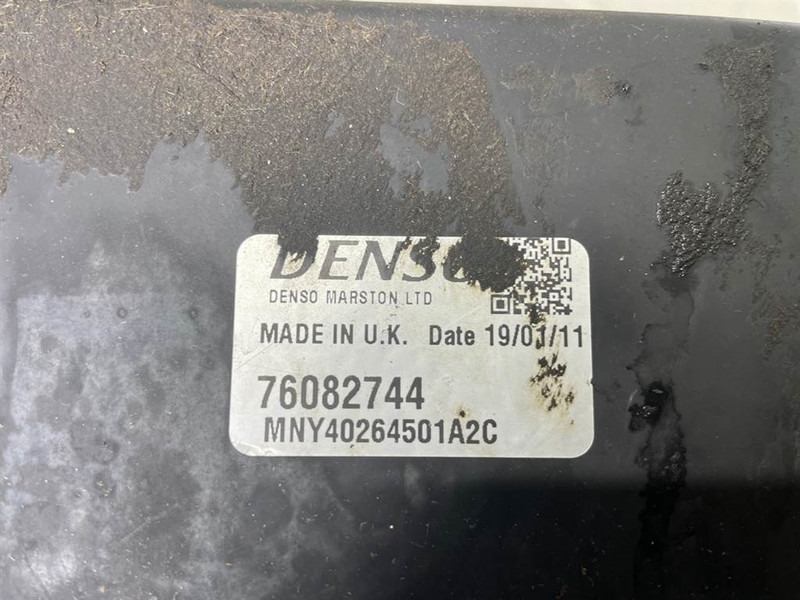 DENSO
DENSO MARSTON LTD
MADE IN U.K. Date 19/01/11
76082744
MNY40264501A2C